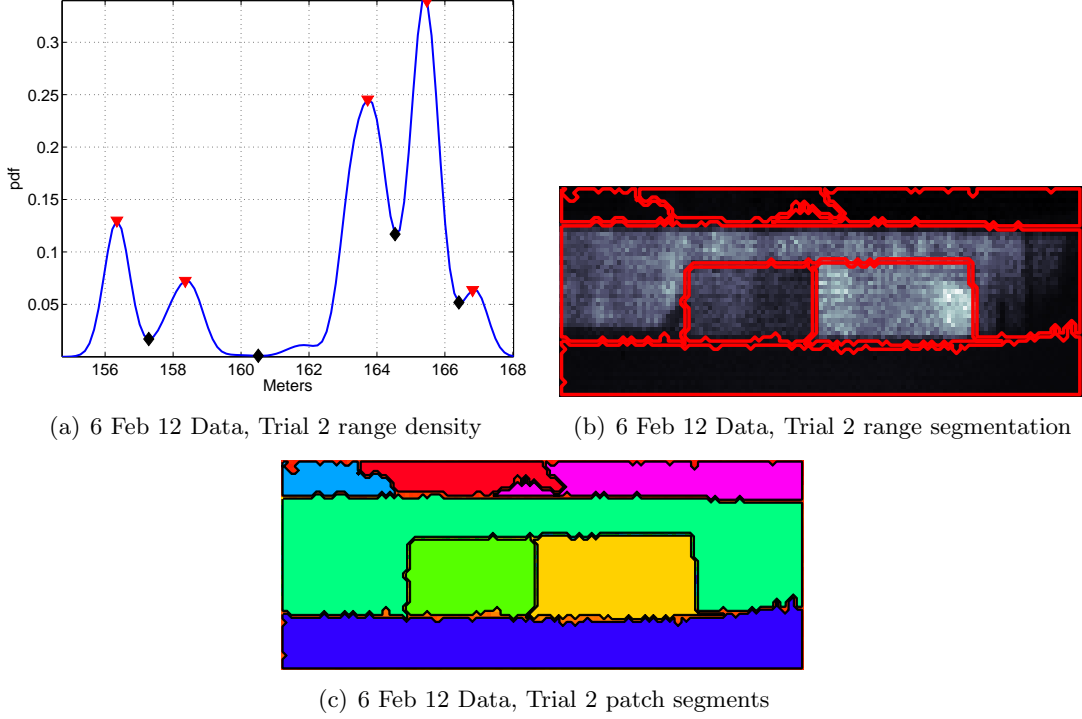 0.3
0.25
0.2
0.15
0.1
0.05
pdf
156 158 160 162 164 166 168
Meters
(a) 6 Feb 12 Data, Trial 2 range density
(b) 6 Feb 12 Data, Trial 2 range segmentation
(c) 6 Feb 12 Data, Trial 2 patch segments